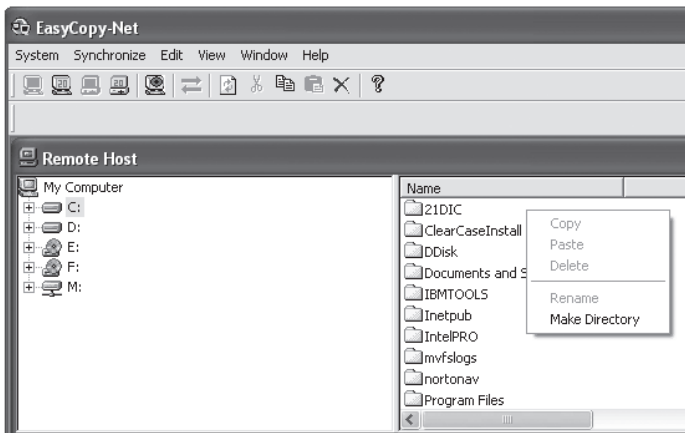 EasyCopy-Net
System Synchronize Edit View Window Help
Remote Host
My Computer
C:
D:
E:
F:
M:
Name
21DIC
ClearCaseInstall
DDisk
Documents and S
IBMTOOLS
Inetpub
IntelPRO
mvfslogs
nortonav
Program Files
Copy
Paste
Delete
Rename
Make Directory